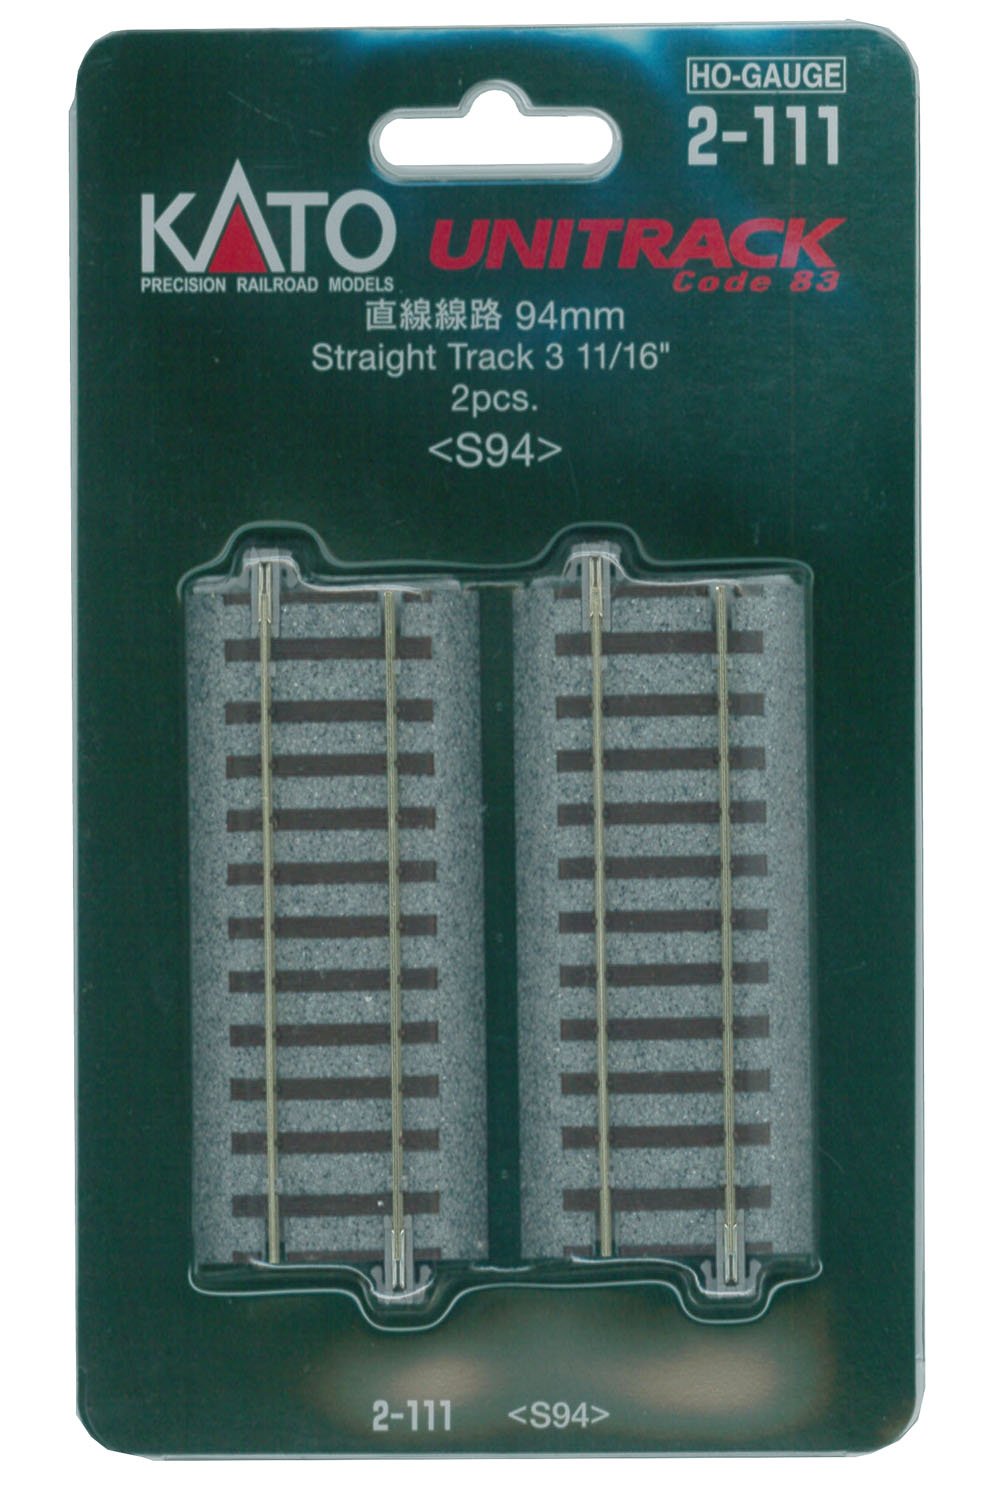 HO-GAUGE
2-111
KATO
PRECISION RAILROAD MODELS
UNITRACK
Code 83
直線線路 94mm
Straight Track 3 11/16"
2pcs.
<S94>
2-111 <S94>